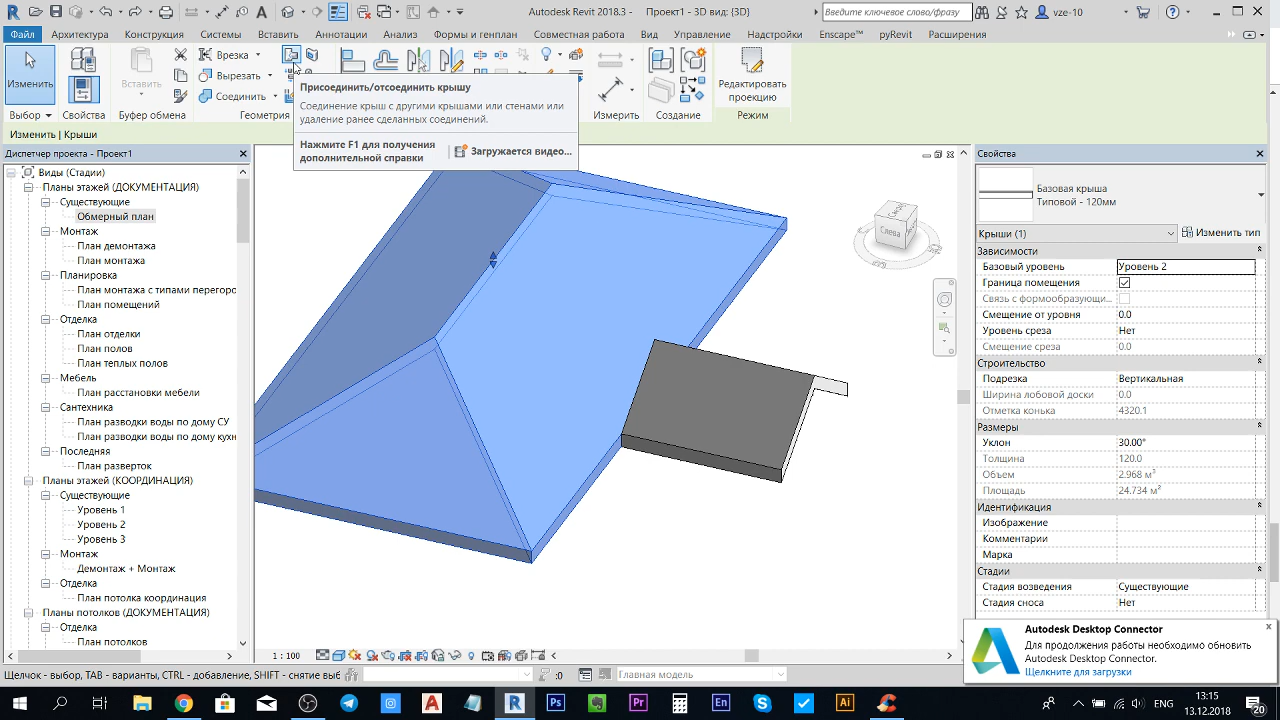 Autodesk Revit 2018.3 - Проект1 - 3D вид: {3D}
Введите ключевое слово/фразу
vze-10
Файл
Архитектура
Конструкция
Системы
Вставить
Аннотации
Анализ
Формы и генплан
Совместная работа
Вид
Управление
Надстройки
Enscape™
pyRevit
Расширения
Изменить
Вставить
Врезка
Вырезать
Соединить
Измерить
Создание
Редактировать
проекцию
Режим
Выбор
Свойства
Буфер обмена
Геометрия
Присоединить/отсоединить крышу
Соединение крыш с другими крышами или стенами или
удаление ранее сделанных соединений.
Нажмите F1 для получения
дополнительной справки
Загружается видео...
Изменить | Крыши
Диспетчер проекта - Проект1
Виды (Стадии)
Планы этажей (ДОКУМЕНТАЦИЯ)
Существующие
Обмерный план
Монтаж
План демонтажа
План монтажа
Планировка
План монтажа с типами перегоро
План помещений
Отделка
План отделки
План полов
План теплых полов
Мебель
План расстановки мебели
Сантехника
План разводки воды по дому СУ
План разводки воды по дому кухн
Последняя
План разверток
Планы этажей (КООРДИНАЦИЯ)
Существующие
Уровень 1
Уровень 2
Уровень 3
Монтаж
Демонтаж + Монтаж
Отделка
План потолка координация
Планы потолков (ДОКУМЕНТАЦИЯ)
Отделка
План потолков
Слева
Свойства
Базовая крыша
Типовой - 120мм
Крыши (1)
Изменить тип
Зависимости
Базовый уровень Уровень 2
Граница помещения
Связь с формообразующи...
Смещение от уровня 0.0
Уровень среза Нет
Смещение среза 0.0
Строительство
Подрезка Вертикальная
Ширина лобовой доски 0.0
Отметка конька 4320.1
Размеры
Уклон 30.00°
Толщина 120.0
Объем 2.968 м³
Площадь 24.734 м²
Идентификация
Изображение
Комментарии
Марка
Стадии
Стадия возведения Существующие
Стадия сноса Нет
Autodesk Desktop Connector
Для продолжения работы необходимо обновить
Autodesk Desktop Connector.
Щелкните для загрузки
1 : 100
Щелчок - выбор, TAB - варианты, CTRL - добавление, SHIFT - снятие выб
:0
Главная модель
ENG
13:15
13.12.2018
20